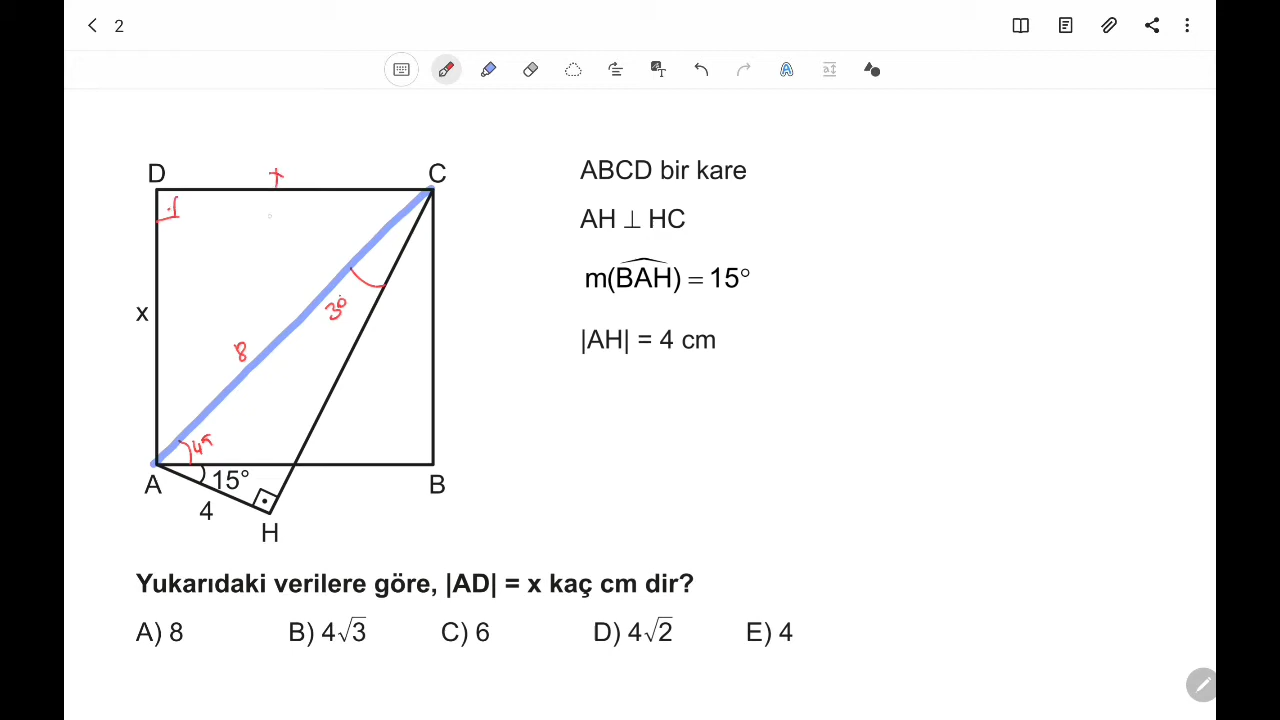 2
D
x
C
ABCD bir kare
AH ⊥ HC
m(BAH) = 15°
|AH| = 4 cm
x
30
8
45
15°
A
B
4
H
Yukarıdaki verilere göre, |AD| = x kaç cm dir?
A) 8 B) 4√3 C) 6 D) 4√2 E) 4